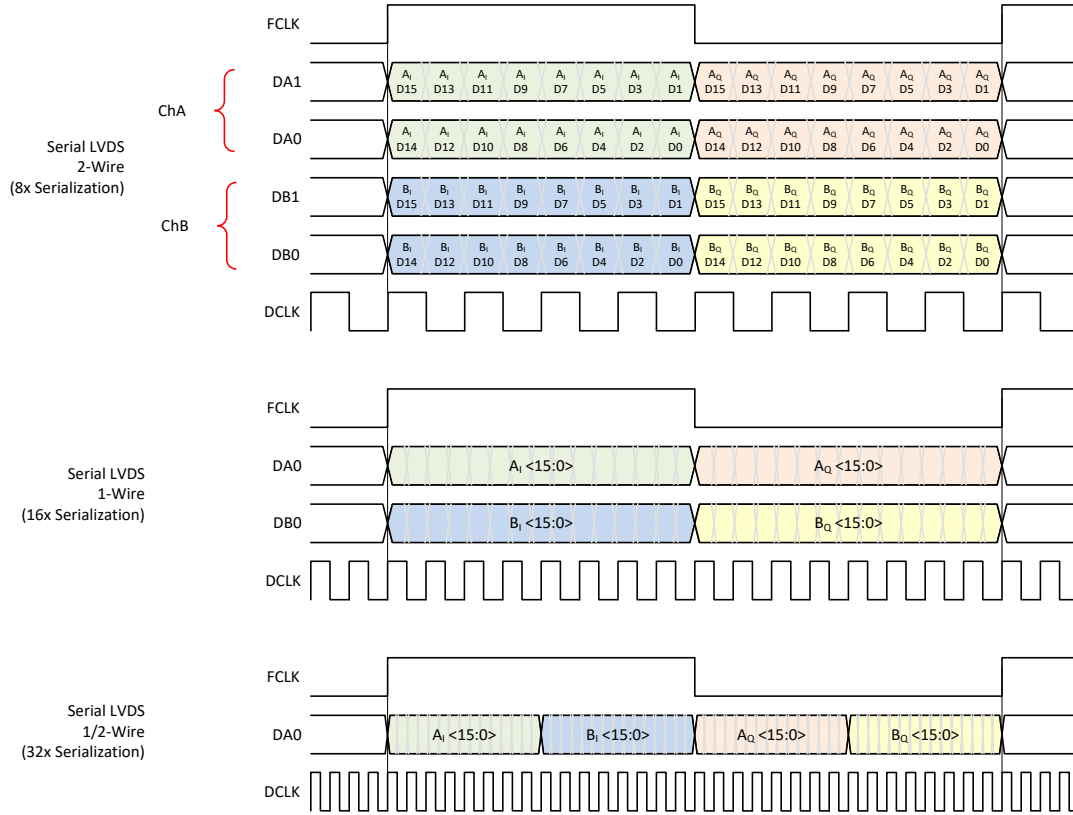 FCLK
DA1
A_I A_I A_I A_I A_I A_I A_I A_I A_Q A_Q A_Q A_Q A_Q A_Q A_Q A_Q
D15 D13 D11 D9 D7 D5 D3 D1 D15 D13 D11 D9 D7 D5 D3 D1
ChA
DA0
A_I A_I A_I A_I A_I A_I A_I A_I A_Q A_Q A_Q A_Q A_Q A_Q A_Q A_Q
D14 D12 D10 D8 D6 D4 D2 D0 D14 D12 D10 D8 D6 D4 D2 D0
Serial LVDS
2-Wire
(8x Serialization)
DB1
B_I B_I B_I B_I B_I B_I B_I B_I B_Q B_Q B_Q B_Q B_Q B_Q B_Q B_Q
D15 D13 D11 D9 D7 D5 D3 D1 D15 D13 D11 D9 D7 D5 D3 D1
ChB
DB0
B_I B_I B_I B_I B_I B_I B_I B_I B_Q B_Q B_Q B_Q B_Q B_Q B_Q B_Q
D14 D12 D10 D8 D6 D4 D2 D0 D14 D12 D10 D8 D6 D4 D2 D0
DCLK
FCLK
DA0
A_I <15:0> A_Q <15:0>
Serial LVDS
1-Wire
(16x Serialization)
DB0
B_I <15:0> B_Q <15:0>
DCLK
FCLK
Serial LVDS
1/2-Wire
(32x Serialization)
DA0
A_I <15:0> B_I <15:0> A_Q <15:0> B_Q <15:0>
DCLK